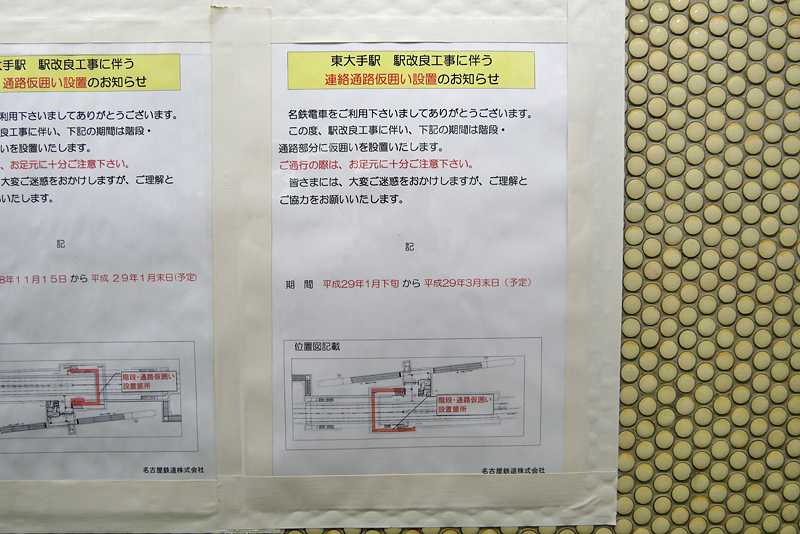 大手駅　駅改良工事に伴う
通路仮囲い設置のお知らせ
利用下さいましてありがとうございます。
良工事に伴い、下記の期間は階段・
いを設置いたします。
、お足元に十分ご注意下さい。
大変ご迷惑をおかけしますが、ご理解と
いいたします。
記
8年11月15日 から 平成 29年1月末日(予定)
階段・通路仮囲い
設置箇所
名古屋鉄道株式会社
東大手駅　駅改良工事に伴う
連絡通路仮囲い設置のお知らせ
名鉄電車をご利用下さいましてありがとうございます。
この度、駅改良工事に伴い、下記の期間は階段・
通路部分に仮囲いを設置いたします。
ご通行の際は、お足元に十分ご注意下さい。
皆さまには、大変ご迷惑をおかけしますが、ご理解と
ご協力をお願いいたします。
記
期　間　平成29年1月下旬 から 平成29年3月末日（予定）
位置図記載
階段・通路仮囲い
設置箇所
名古屋鉄道株式会社